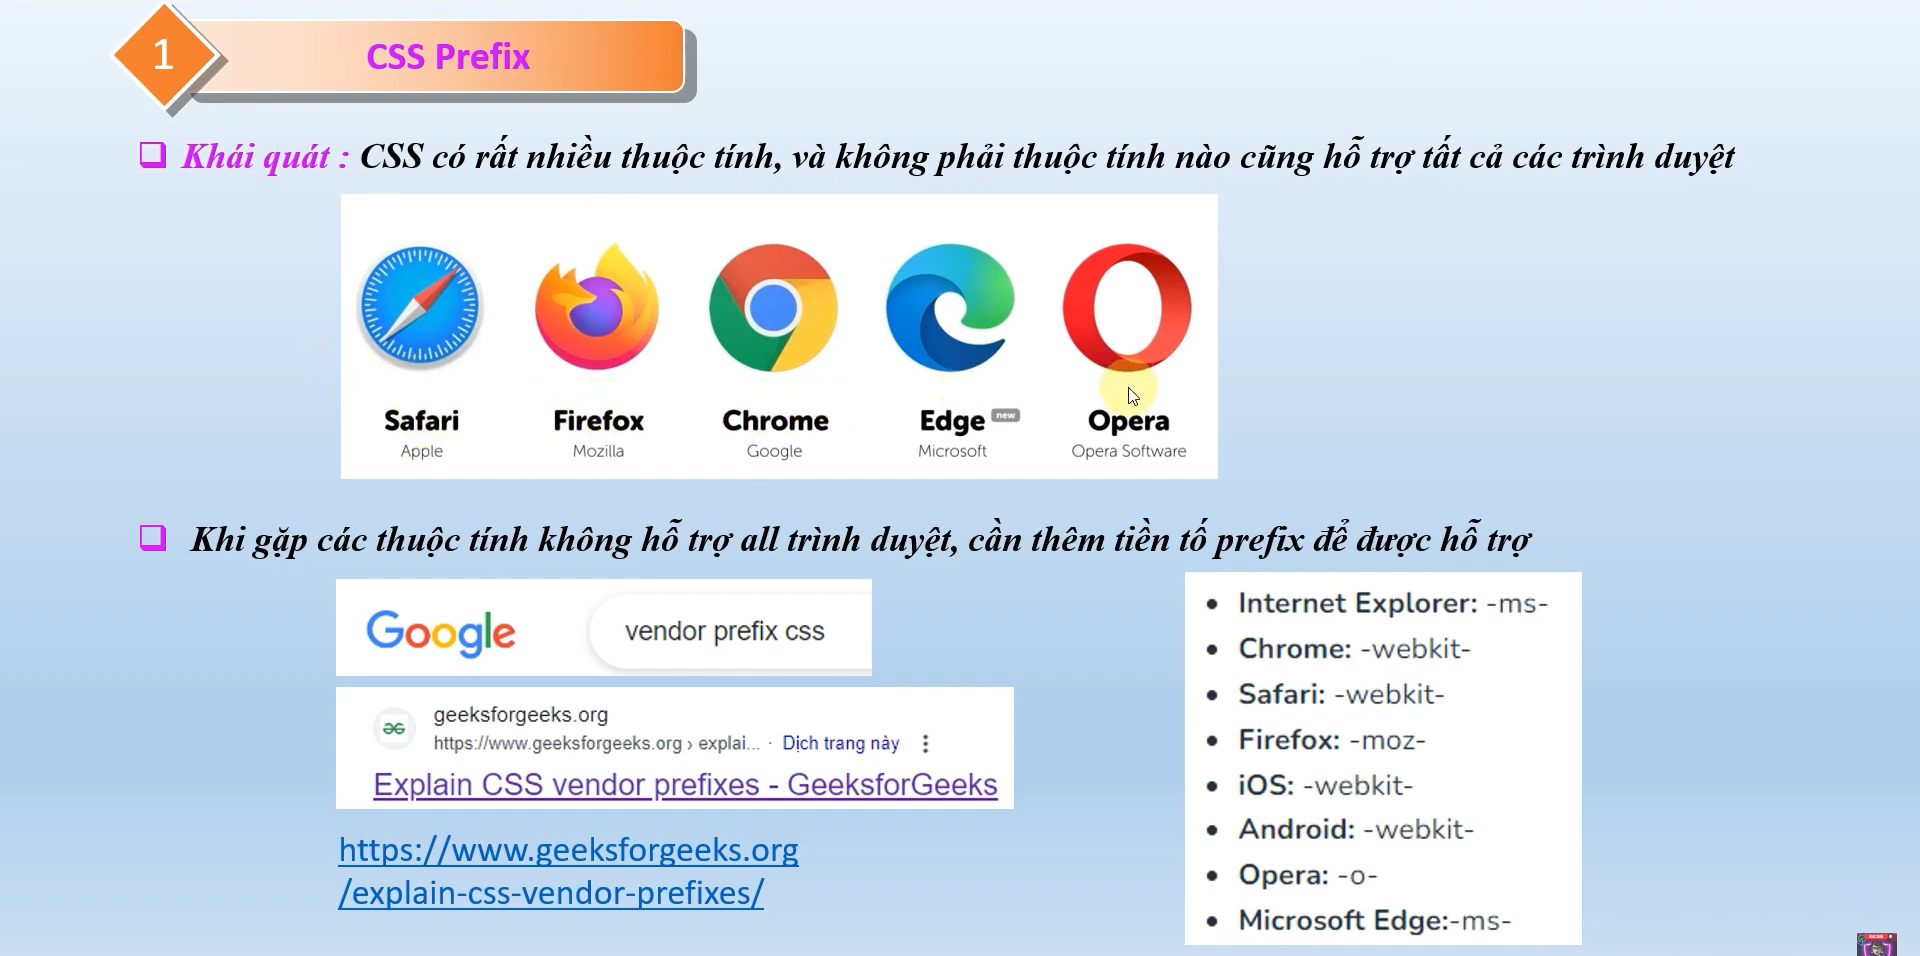 1
CSS Prefix
Khái quát : CSS có rất nhiều thuộc tính, và không phải thuộc tính nào cũng hỗ trợ tất cả các trình duyệt
Safari Firefox Chrome Edge new Opera
Apple Mozilla Google Microsoft Opera Software
Khi gặp các thuộc tính không hỗ trợ all trình duyệt, cần thêm tiền tố prefix để được hỗ trợ
Google vendor prefix css
geeksforgeeks.org
https://www.geeksforgeeks.org › explai... · Dịch trang này
Explain CSS vendor prefixes - GeeksforGeeks
https://www.geeksforgeeks.org
/explain-css-vendor-prefixes/
Internet Explorer: -ms-
Chrome: -webkit-
Safari: -webkit-
Firefox: -moz-
iOS: -webkit-
Android: -webkit-
Opera: -o-
Microsoft Edge:-ms-